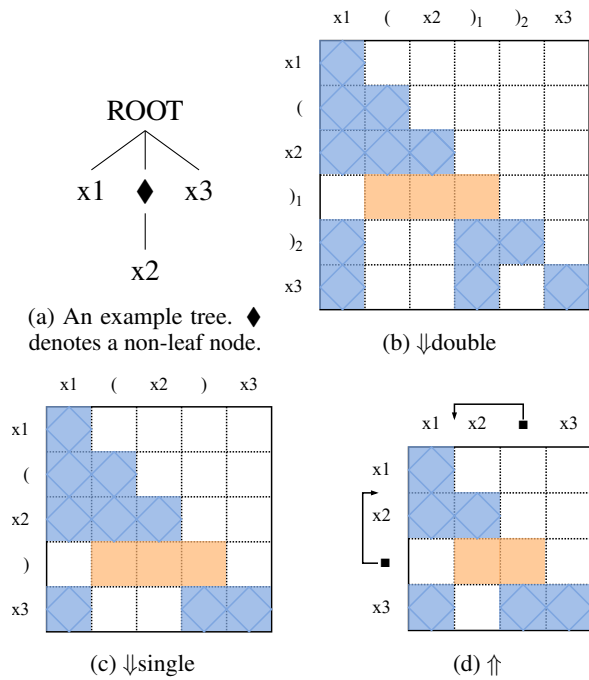 x1 ( x2 )1 )2 x3
x1
(
x2
)1
)2
x3
ROOT
x1 ♦ x3
x2
(a) An example tree. ♦
denotes a non-leaf node.
(b) ⇓double
x1 ( x2 ) x3
x1
(
x2
)
x3
(c) ⇓single
x1 x2 ■ x3
x1
x2
■
x3
(d) ⇑